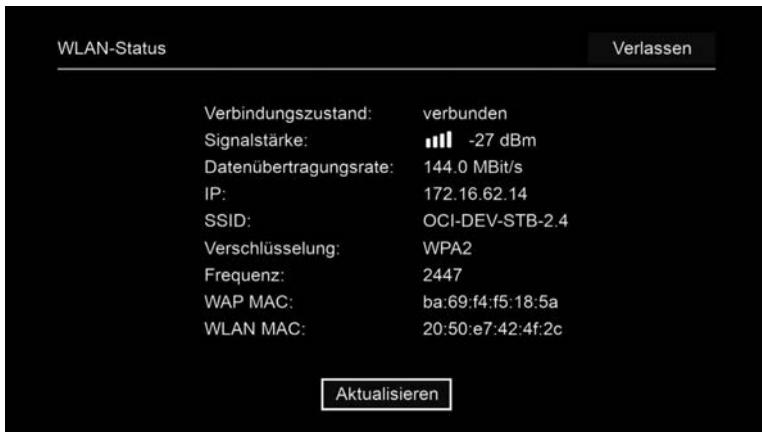 WLAN-Status Verlassen
Verbindungszustand: verbunden
Signalstärke: -27 dBm
Datenübertragungsrate: 144.0 MBit/s
IP: 172.16.62.14
SSID: OCI-DEV-STB-2.4
Verschlüsselung: WPA2
Frequenz: 2447
WAP MAC: ba:69:f4:f5:18:5a
WLAN MAC: 20:50:e7:42:4f:2c
Aktualisieren